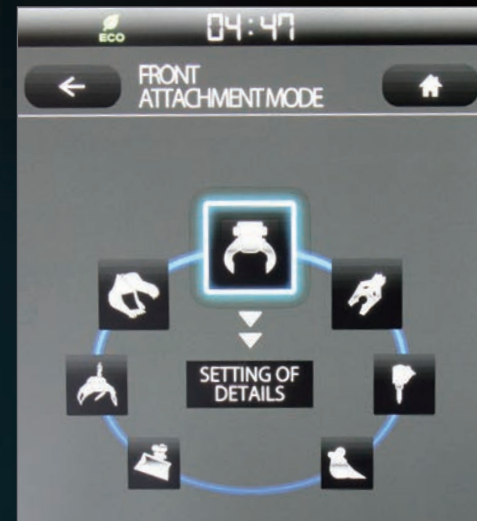 ECO
04:47
FRONT
ATTACHMENT MODE
SETTING OF
DETAILS